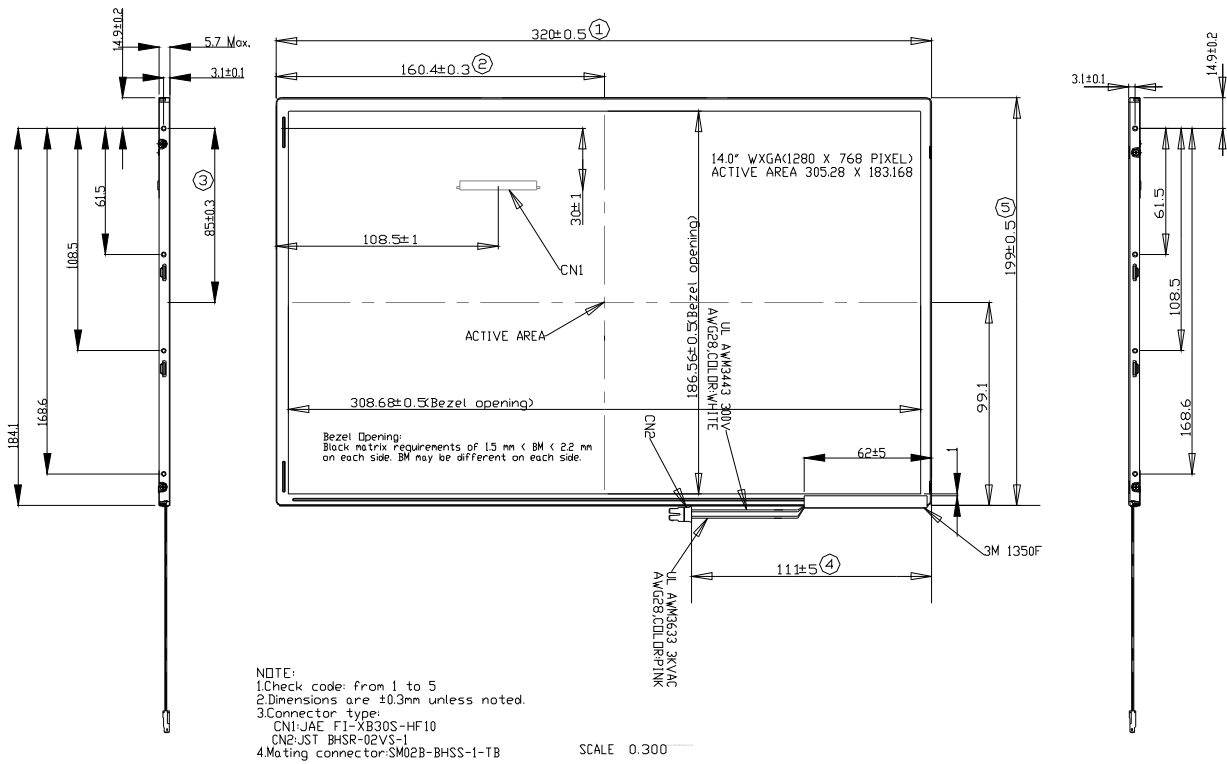 14.9±0.2
5.7 Max.
3.1±0.1
320±0.5 1
160.4±0.3 2
3.1±0.1
14.9±0.2
14.0" WXGA(1280 X 768 PIXEL)
ACTIVE AREA 305.28 X 183.168
184.1
168.6
108.5
61.5
85±0.3 3
30±1
108.5±1
CN1
186.56±0.5(Bezel opening)
199±0.5 5
61.5
108.5
168.6
ACTIVE AREA
UL AWM3443 300V
AWG28,COLOR:WHITE
99.1
308.68±0.5(Bezel opening)
Bezel Opening:
Black matrix requirements of 1.5 mm < BM < 2.2 mm
on each side. BM may be different on each side.
CN2
62±5
1
3M 1350F
111±5 4
UL AWM3633 3KVAC
AWG28,COLOR:PINK
NOTE:
1.Check code: from 1 to 5
2.Dimensions are ±0.3mm unless noted.
3.Connector type:
CN1:JAE FI-XB30S-HF10
CN2:JST BHSR-02VS-1
4.Mating connector:SM02B-BHSS-1-TB
SCALE 0.300